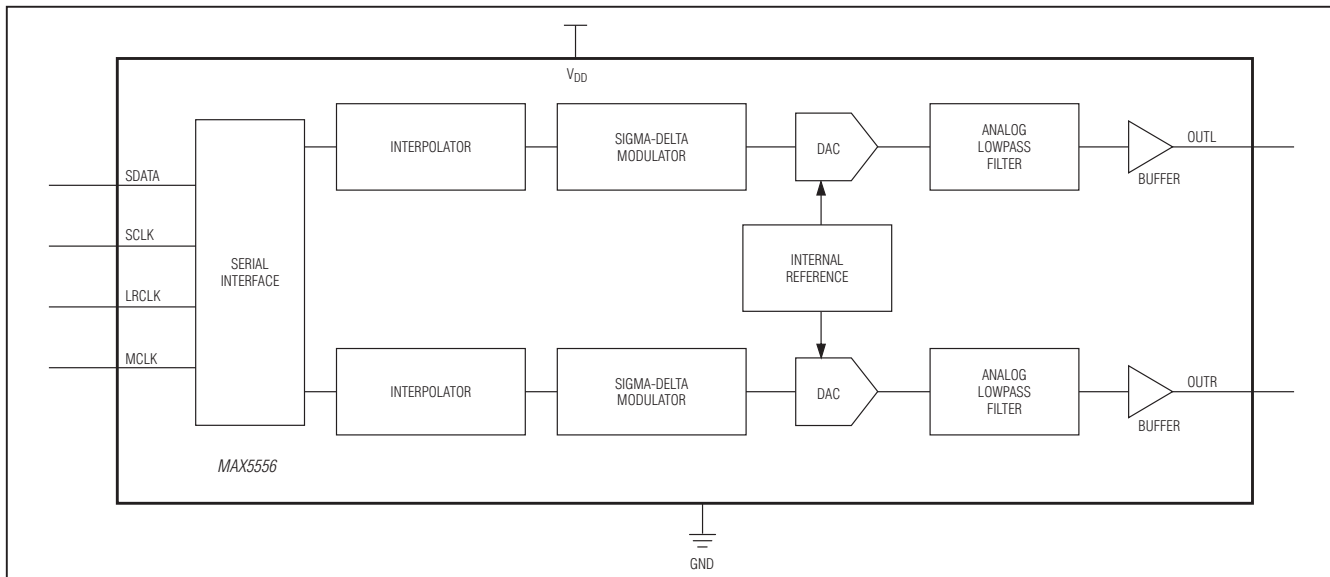 V_DD
INTERPOLATOR
SIGMA-DELTA
MODULATOR
DAC
ANALOG
LOWPASS
FILTER
OUTL
BUFFER
SDATA
SCLK
LRCLK
MCLK
SERIAL
INTERFACE
INTERNAL
REFERENCE
INTERPOLATOR
SIGMA-DELTA
MODULATOR
DAC
ANALOG
LOWPASS
FILTER
OUTR
BUFFER
MAX5556
GND